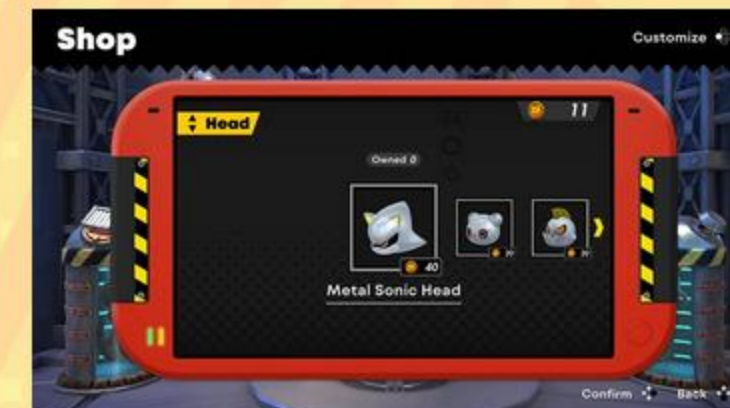 Shop
Customize
Head
11
Owned 0
40
Metal Sonic Head
Confirm
Back